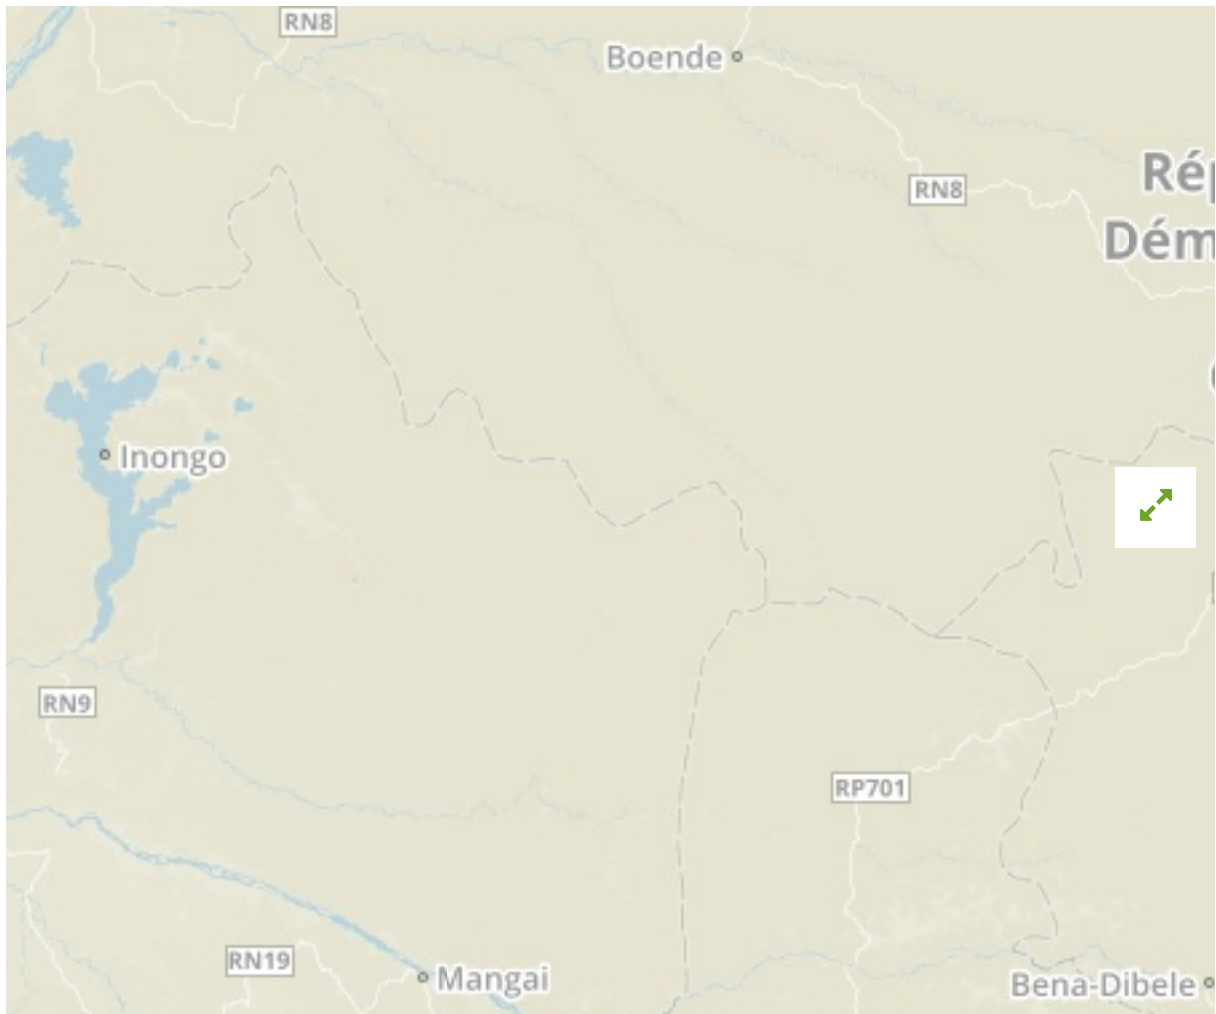 RN8
Boende
Rép
RN8
Dém
Inongo
RN9
RP701
RN19
Mangai
Bena-Dibele